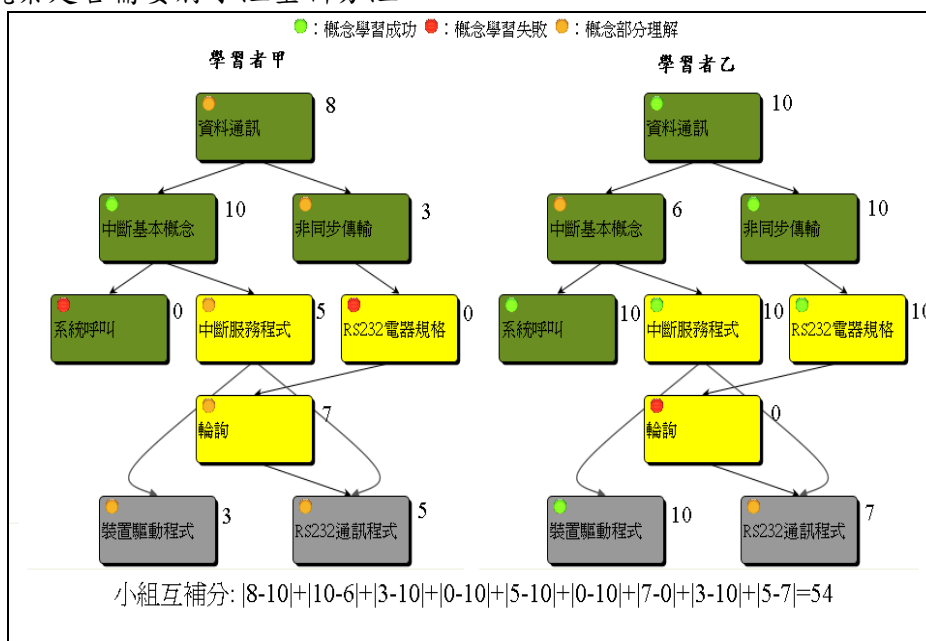 ：概念學習成功 ：概念學習失敗 ：概念部分理解
學習者甲
學習者乙
8
資料通訊
10
資料通訊
10
中斷基本概念
3
非同步傳輸
6
中斷基本概念
10
非同步傳輸
0
系統呼叫
5
中斷服務程式
0
RS232電器規格
10
系統呼叫
10
中斷服務程式
10
RS232電器規格
7
輪詢
0
輪詢
3
裝置驅動程式
5
RS232通訊程式
10
裝置驅動程式
7
RS232通訊程式
小組互補分: |8-10|+|10-6|+|3-10|+|0-10|+|5-10|+|0-10|+|7-0|+|3-10|+|5-7|=54